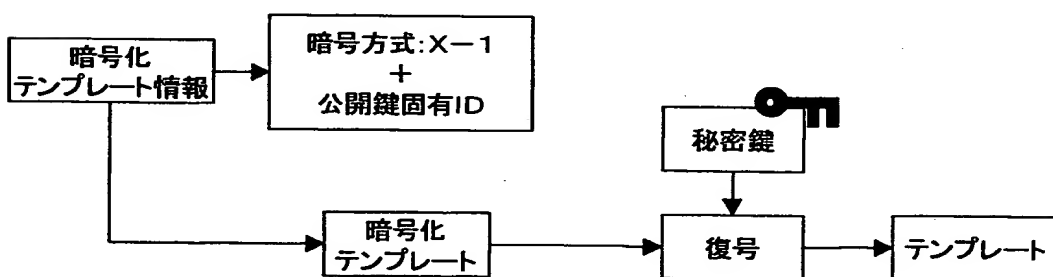 暗号化
テンプレート情報
暗号方式:X－1
+
公開鍵固有ID
秘密鍵
暗号化
テンプレート
復号
テンプレート